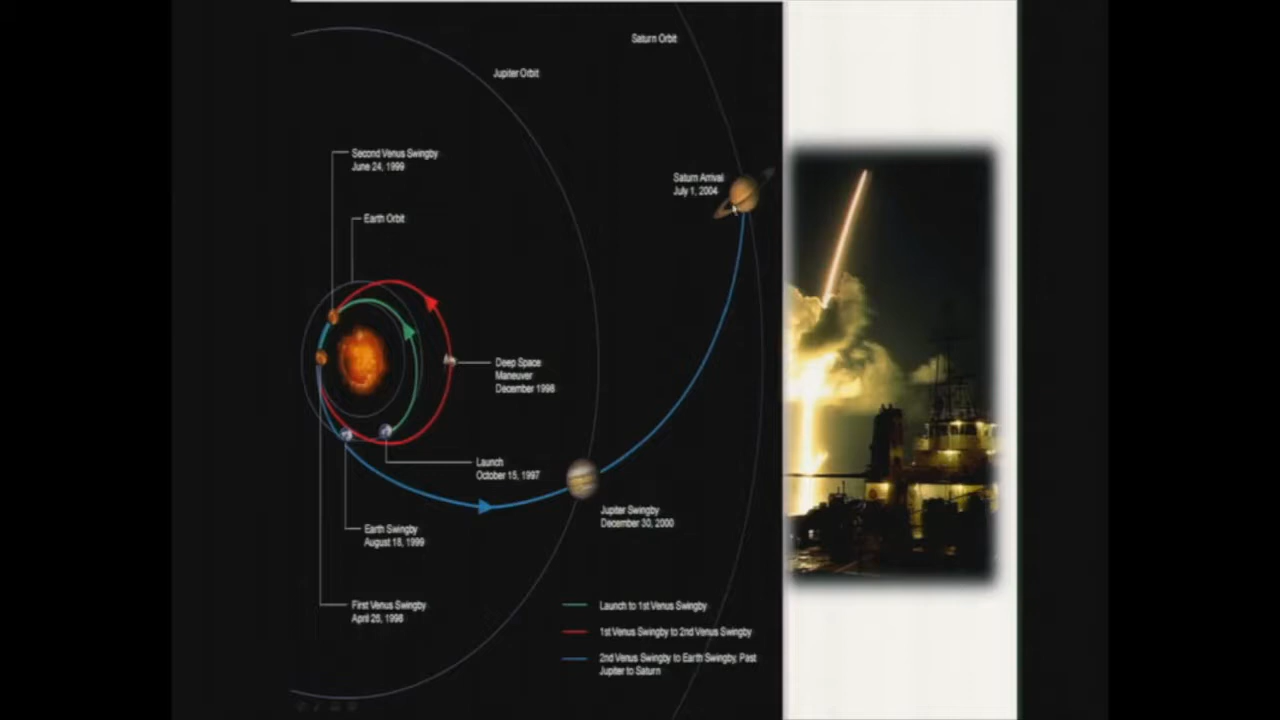 Saturn Orbit
Jupiter Orbit
Second Venus Swingby
June 24, 1999
Saturn Arrival
July 1, 2004
Earth Orbit
Deep Space
Maneuver
December 1998
Launch
October 15, 1997
Jupiter Swingby
December 30, 2000
Earth Swingby
August 18, 1999
First Venus Swingby
April 26, 1998
Launch to 1st Venus Swingby
1st Venus Swingby to 2nd Venus Swingby
2nd Venus Swingby to Earth Swingby, Past
Jupiter to Saturn